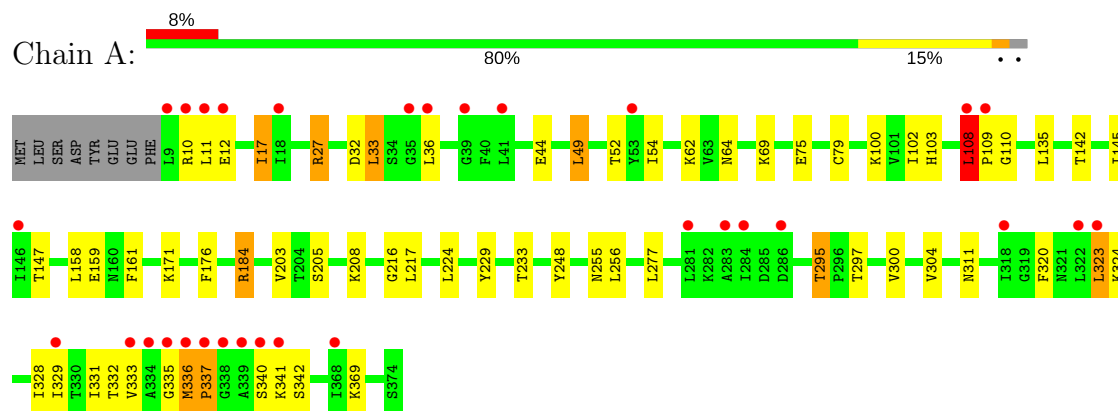 8%
Chain A:
80% 15% • •
MET LEU SER ASP TYR GLU GLU PHE L9 R10 L11 E12 I17 I18 R27 D32 L33 S34 G35 L36 G39 F40 L41 E44 L49 T52 Y53 I54 K62 V63 N64 K69 E75 C79 K100 V101 I102 H103 L108 P109 G110 L135 T142
I146 T147 L158 E159 N160 F161 K171 F176 R184 V203 T204 S205 K208 G216 L217 L224 Y229 T233 Y248 N255 L256 L277 L281 K282 A283 I284 D285 D286 T295 P296 T297 V300 V304 N311 I318 G319 F320 N321 L322 L323
I328 I329 T330 I331 T332 V333 A334 G335 M336 P337 G338 A339 S340 K341 S342 I368 K369 S374